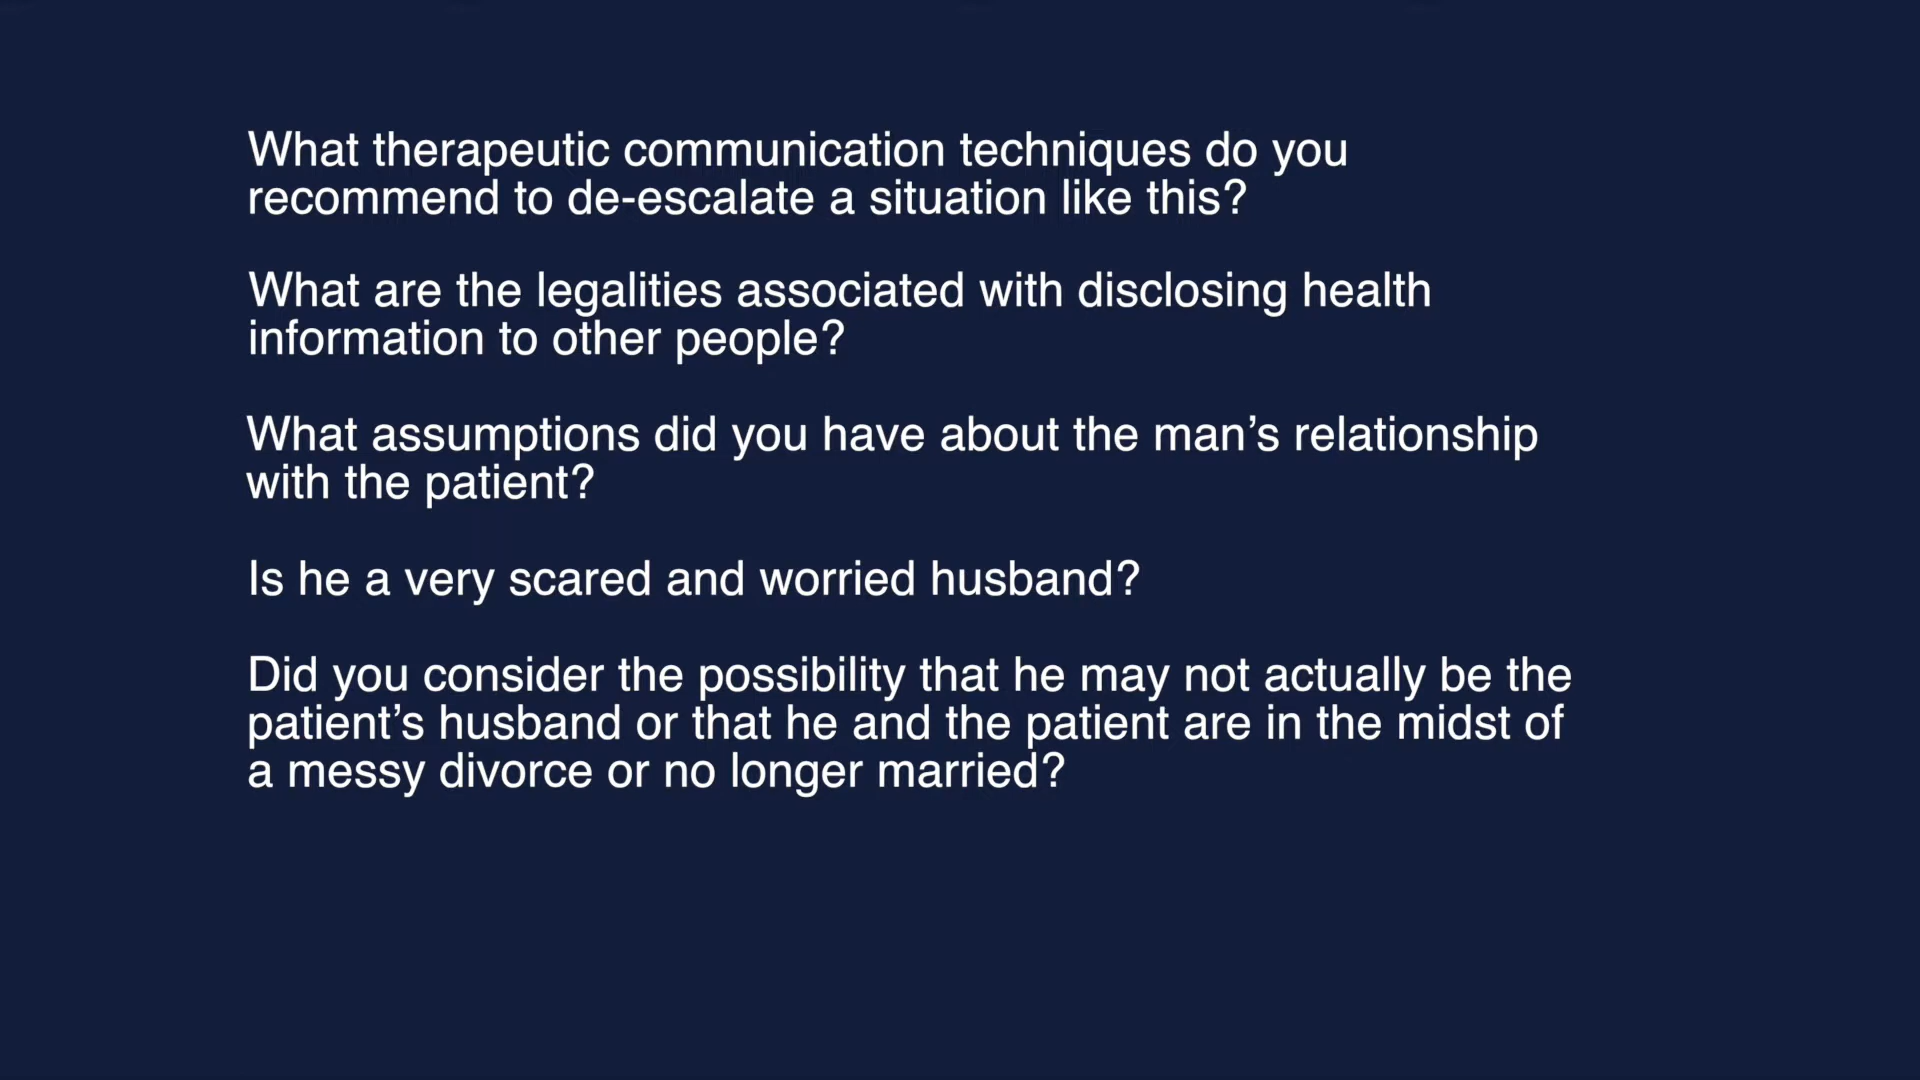 What therapeutic communication techniques do you
recommend to de-escalate a situation like this?
What are the legalities associated with disclosing health
information to other people?
What assumptions did you have about the man’s relationship
with the patient?
Is he a very scared and worried husband?
Did you consider the possibility that he may not actually be the
patient’s husband or that he and the patient are in the midst of
a messy divorce or no longer married?